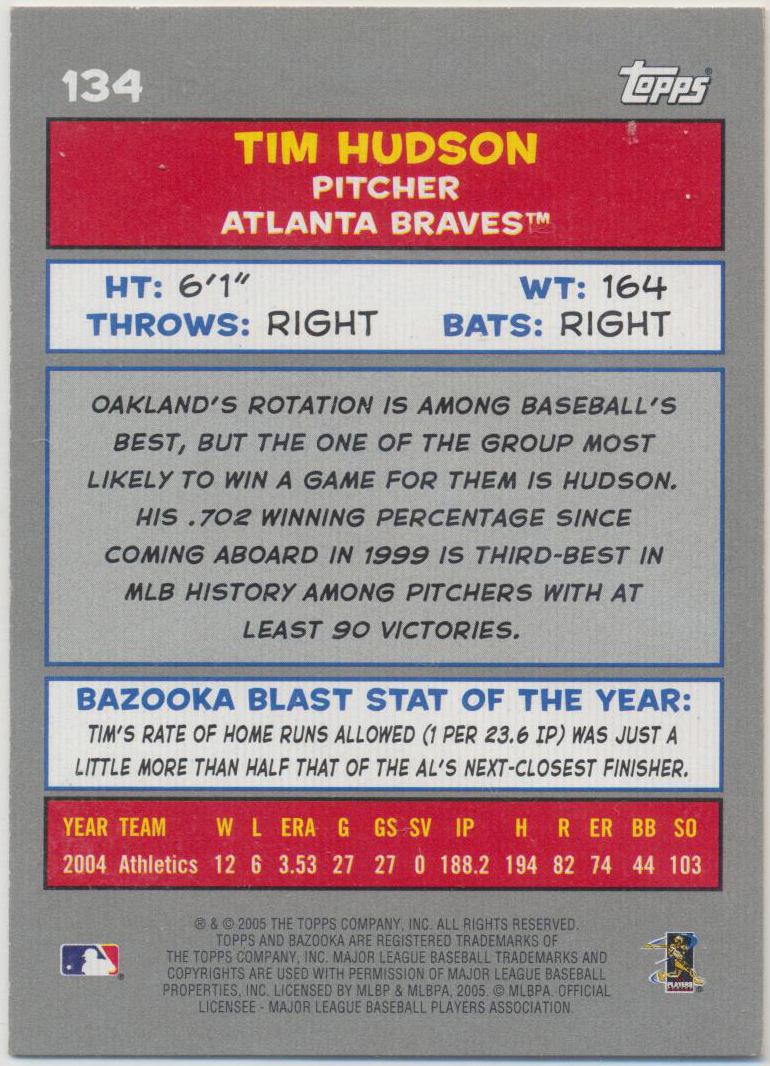 134
Topps®
TIM HUDSON
PITCHER
ATLANTA BRAVES™
HT: 6'1" WT: 164
THROWS: RIGHT BATS: RIGHT
OAKLAND'S ROTATION IS AMONG BASEBALL'S
BEST, BUT THE ONE OF THE GROUP MOST
LIKELY TO WIN A GAME FOR THEM IS HUDSON.
HIS .702 WINNING PERCENTAGE SINCE
COMING ABOARD IN 1999 IS THIRD-BEST IN
MLB HISTORY AMONG PITCHERS WITH AT
LEAST 90 VICTORIES.
BAZOOKA BLAST STAT OF THE YEAR:
TIM'S RATE OF HOME RUNS ALLOWED (1 PER 23.6 IP) WAS JUST A
LITTLE MORE THAN HALF THAT OF THE AL'S NEXT-CLOSEST FINISHER.
YEAR TEAM W L ERA G GS SV IP H R ER BB SO
2004 Athletics 12 6 3.53 27 27 0 188.2 194 82 74 44 103
® & © 2005 THE TOPPS COMPANY, INC. ALL RIGHTS RESERVED.
TOPPS AND BAZOOKA ARE REGISTERED TRADEMARKS OF
THE TOPPS COMPANY, INC. MAJOR LEAGUE BASEBALL TRADEMARKS AND
COPYRIGHTS ARE USED WITH PERMISSION OF MAJOR LEAGUE BASEBALL
PROPERTIES, INC. LICENSED BY MLBP & MLBPA, 2005. © MLBPA. OFFICIAL
LICENSEE - MAJOR LEAGUE BASEBALL PLAYERS ASSOCIATION.
PLAYERS